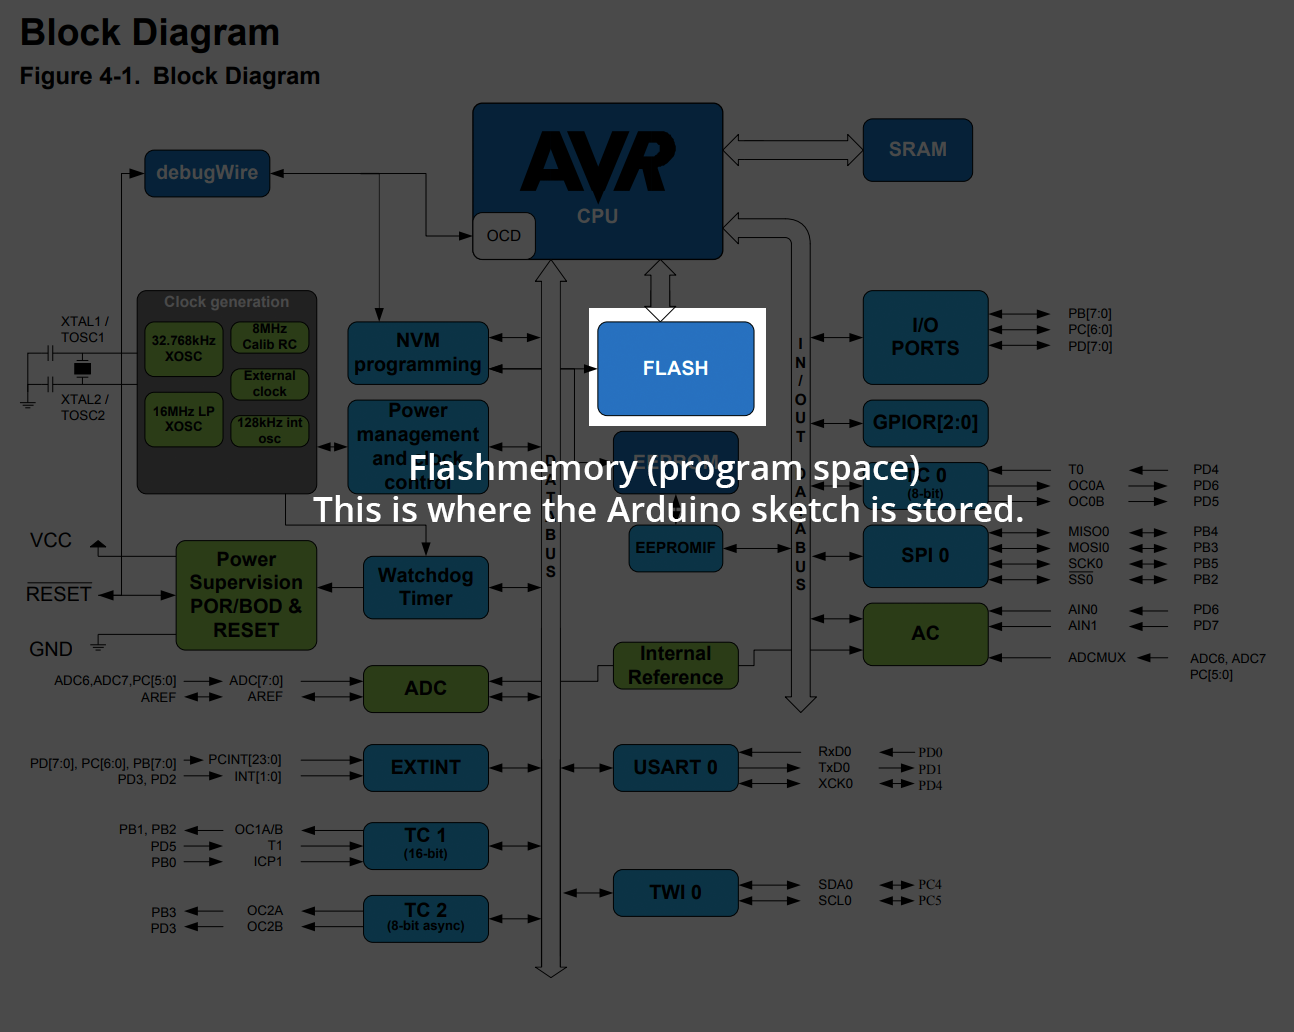 Block Diagram
Figure 4-1. Block Diagram
AVR
CPU
OCD
SRAM
debugWire
Clock generation
32.768kHz
XOSC
8MHz
Calib RC
External
clock
16MHz LP
XOSC
128kHz int
osc
XTAL1 /
TOSC1
XTAL2 /
TOSC2
NVM
programming
FLASH
IN/OUT
DATABUS
I/O
PORTS
PB[7:0]
PC[6:0]
PD[7:0]
Power
management
and clock
control
EEPROM
GPIOR[2:0]
Flashmemory (program space)
This is where the Arduino sketch is stored.
DATABUS
TC 0
(8-bit)
T0
OC0A
OC0B
PD4
PD6
PD5
EEPROMIF
SPI 0
MISO0
MOSI0
SCK0
SS0
PB4
PB3
PB5
PB2
VCC
RESET
GND
Power
Supervision
POR/BOD &
RESET
Watchdog
Timer
AC
AIN0
AIN1
ADCMUX
PD6
PD7
ADC6, ADC7
PC[5:0]
Internal
Reference
ADC6,ADC7,PC[5:0]
AREF
ADC[7:0]
AREF
ADC
PD[7:0], PC[6:0], PB[7:0]
PD3, PD2
PCINT[23:0]
INT[1:0]
EXTINT
USART 0
RxD0
TxD0
XCK0
PD0
PD1
PD4
PB1, PB2
PD5
PB0
OC1A/B
T1
ICP1
TC 1
(16-bit)
TWI 0
SDA0
SCL0
PC4
PC5
PB3
PD3
OC2A
OC2B
TC 2
(8-bit async)